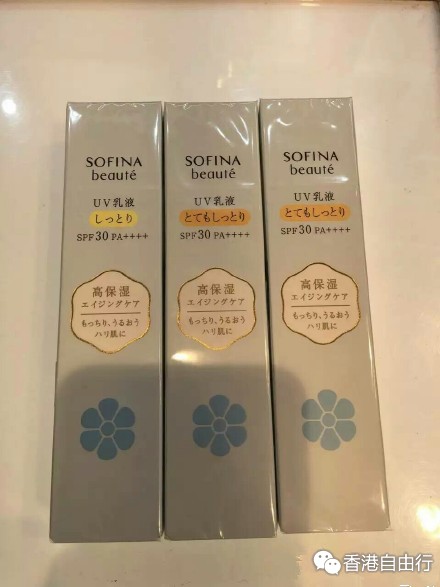 SOFINA
beauté
UV乳液
しっとり
SPF30 PA++++
高保湿
エイジングケア
もっちり、うるおう
ハリ肌に
SOFINA
beauté
UV乳液
とてもしっとり
SPF30 PA++++
高保湿
エイジングケア
もっちり、うるおう
ハリ肌に
SOFINA
beauté
UV乳液
とてもしっとり
SPF30 PA++++
高保湿
エイジングケア
もっちり、うるおう
ハリ肌に
香港自由行